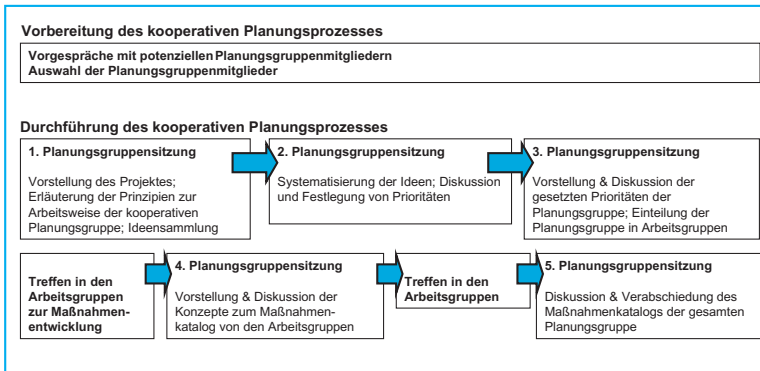 Vorbereitung des kooperativen Planungsprozesses
Vorgespräche mit potenziellen Planungsgruppenmitgliedern
Auswahl der Planungsgruppenmitglieder
Durchführung des kooperativen Planungsprozesses
1. Planungsgruppensitzung
Vorstellung des Projektes;
Erläuterung der Prinzipien zur
Arbeitsweise der kooperativen
Planungsgruppe; Ideensammlung
2. Planungsgruppensitzung
Systematisierung der Ideen; Diskussion
und Festlegung von Prioritäten
3. Planungsgruppensitzung
Vorstellung & Diskussion der
gesetzten Prioritäten der
Planungsgruppe; Einteilung der
Planungsgruppe in Arbeitsgruppen
Treffen in den
Arbeitsgruppen
zur Maßnahmen-
entwicklung
4. Planungsgruppensitzung
Vorstellung & Diskussion der
Konzepte zum Maßnahmen-
katalog von den Arbeitsgruppen
Treffen in den
Arbeitsgruppen
5. Planungsgruppensitzung
Diskussion & Verabschiedung des
Maßnahmenkatalogs der gesamten
Planungsgruppe